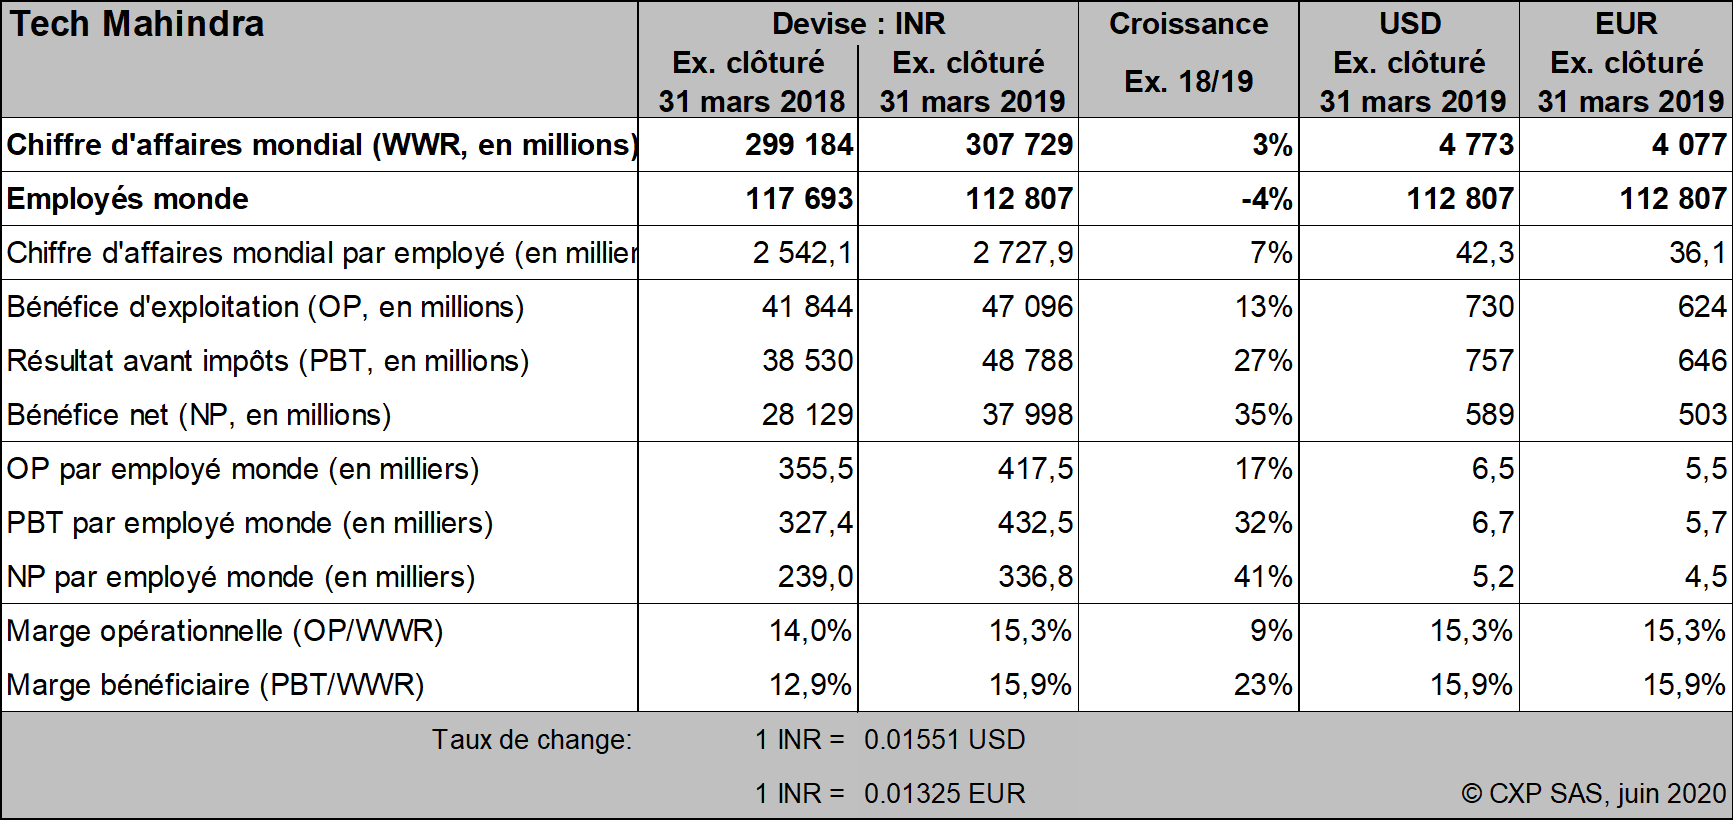 Tech Mahindra Devise : INR Croissance USD EUR
Ex. clôturé Ex. clôturé Ex. 18/19 Ex. clôturé Ex. clôturé
31 mars 2018 31 mars 2019 31 mars 2019 31 mars 2019
Chiffre d'affaires mondial (WWR, en millions) 299 184 307 729 3% 4 773 4 077
Employés monde 117 693 112 807 -4% 112 807 112 807
Chiffre d'affaires mondial par employé (en millier 2 542,1 2 727,9 7% 42,3 36,1
Bénéfice d'exploitation (OP, en millions) 41 844 47 096 13% 730 624
Résultat avant impôts (PBT, en millions) 38 530 48 788 27% 757 646
Bénéfice net (NP, en millions) 28 129 37 998 35% 589 503
OP par employé monde (en milliers) 355,5 417,5 17% 6,5 5,5
PBT par employé monde (en milliers) 327,4 432,5 32% 6,7 5,7
NP par employé monde (en milliers) 239,0 336,8 41% 5,2 4,5
Marge opérationnelle (OP/WWR) 14,0% 15,3% 9% 15,3% 15,3%
Marge bénéficiaire (PBT/WWR) 12,9% 15,9% 23% 15,9% 15,9%
Taux de change: 1 INR = 0.01551 USD
1 INR = 0.01325 EUR © CXP SAS, juin 2020